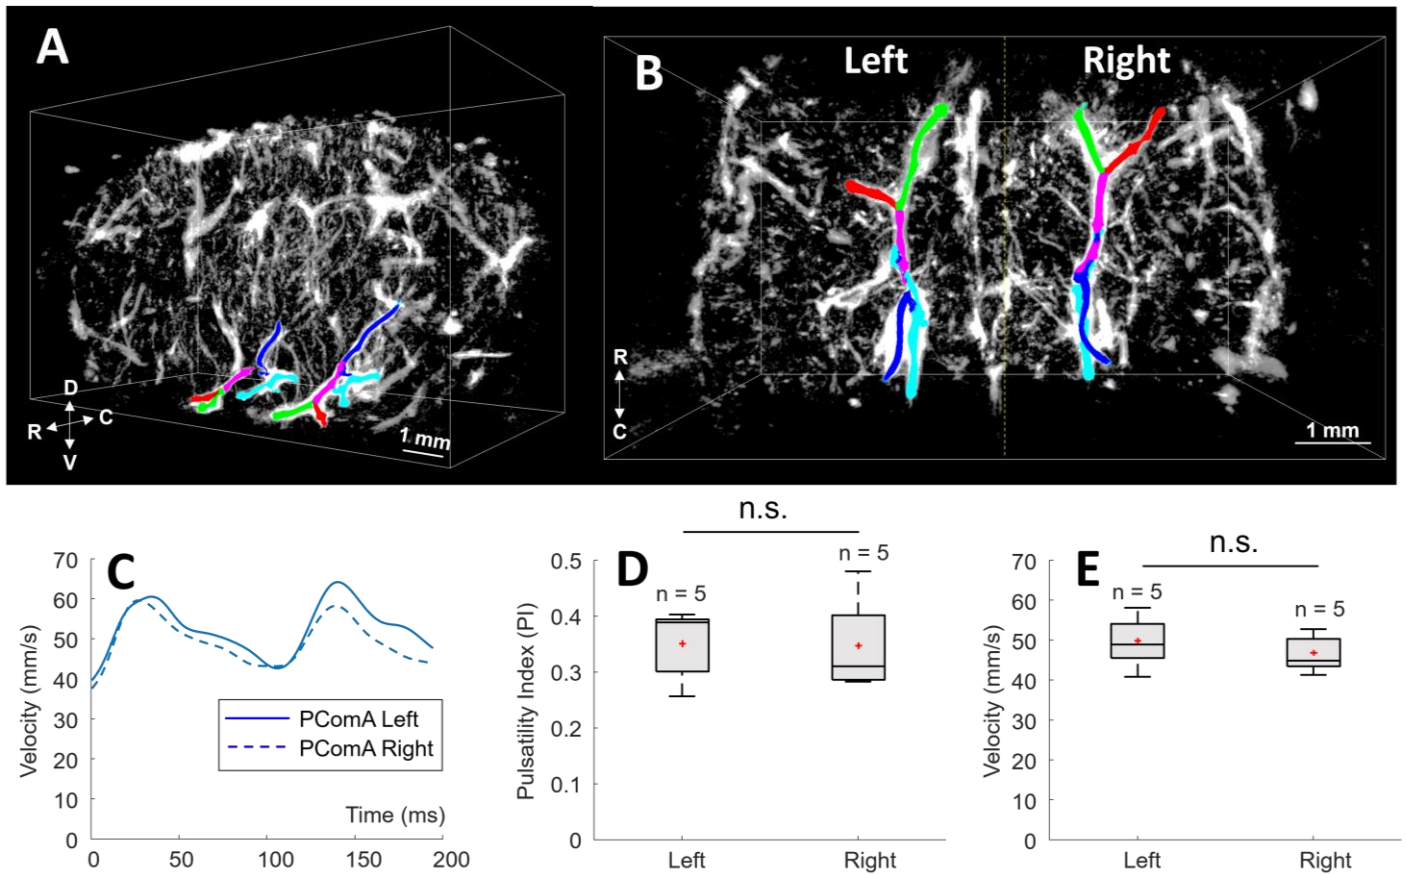 A
D
R
C
V
1 mm
B
Left
Right
R
C
1 mm
C
70
60
50
40
30
20
10
0
Velocity (mm/s)
PComA Left
PComA Right
Time (ms)
0
50
100
150
200
n.s.
D
n = 5
n = 5
0.5
0.4
0.3
0.2
0.1
0
Pulsatility Index (PI)
Left
Right
n.s.
E
n = 5
n = 5
70
60
50
40
30
20
10
0
Velocity (mm/s)
Left
Right